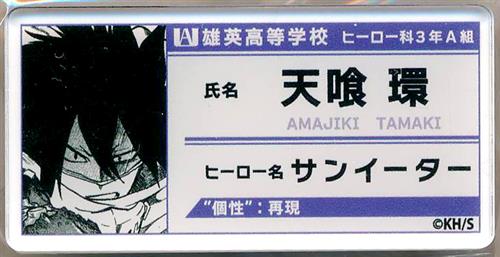 UA 雄英高等学校 ヒーロー科3年A組
氏名 天喰 環
AMAJIKI TAMAKI
ヒーロー名 サンイーター
“個性”：再現
©KH/S